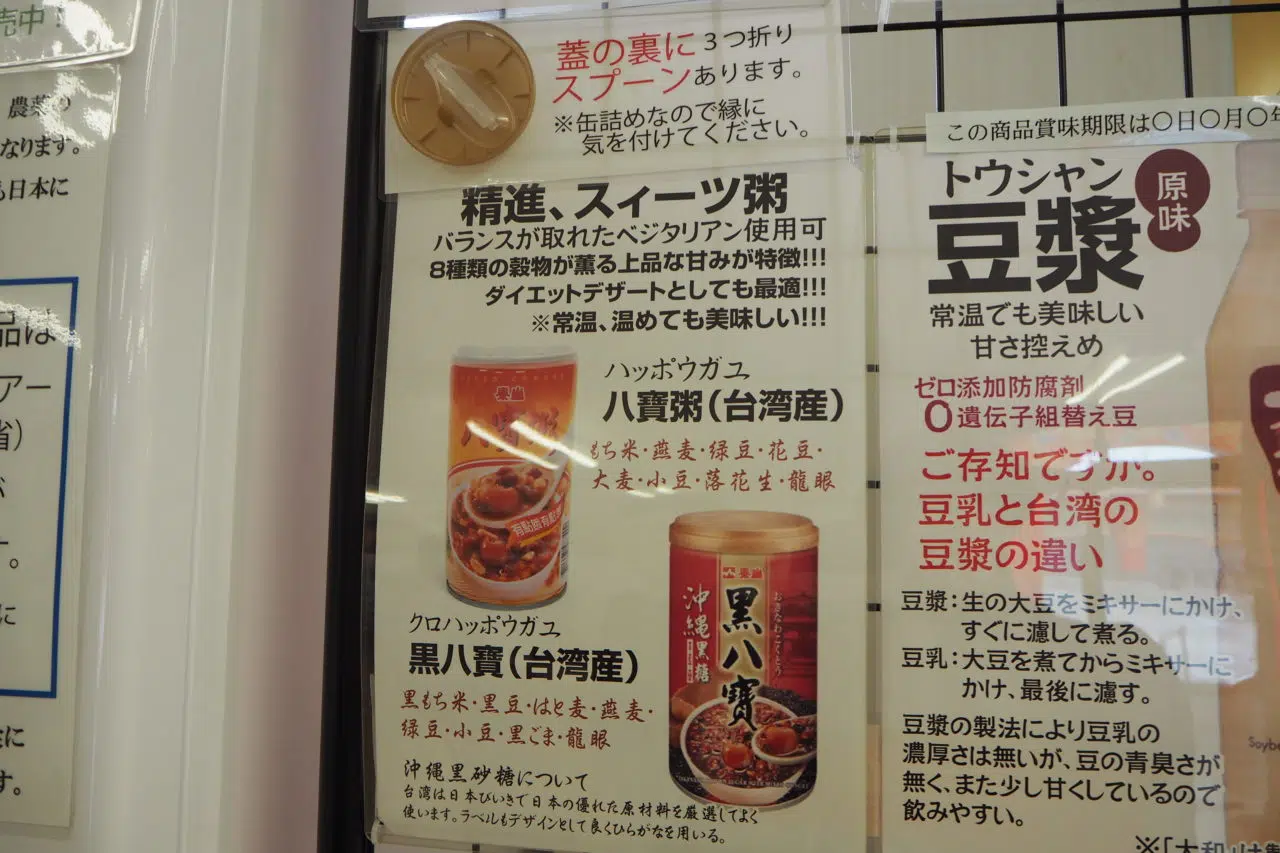 売中!
農薬の
なります。
も日本に
品は
アー
省)
。
に
に
す。
蓋の裏に3つ折り
スプーンあります。
※缶詰めなので縁に
気を付けてください。
精進、スィーツ粥
バランスが取れたベジタリアン使用可
8種類の穀物が薫る上品な甘みが特徴!!!
ダイエットデザートとしても最適!!!
※常温、温めても美味しい!!!
ハッポウガユ
八寶粥(台湾産)
もち米・燕麦・绿豆・花豆・
大麦・小豆・落花生・龍眼
泰山
八寶粥
クロハッポウガユ
黒八寶(台湾産)
黒もち米・黒豆・はと麦・燕麦・
绿豆・小豆・黒ごま・龍眼
沖縄黒砂糖について
台湾は日本びいきで日本の優れた原材料を厳選してよく
使います。ラベルもデザインとして良くひらがなを用いる。
泰山
黒八寶
沖縄黒糖
おきなわこくとう
この商品賞味期限は〇日〇月〇年
トウシャン
豆漿
原味
常温でも美味しい
甘さ控えめ
ゼロ添加防腐剤
0遺伝子組替え豆
ご存知ですか。
豆乳と台湾の
豆漿の違い
豆漿:生の大豆をミキサーにかけ、
すぐに濾して煮る。
豆乳:大豆を煮てからミキサーに
かけ、最後に濾す。
豆漿の製法により豆乳の
濃厚さは無いが、豆の青臭さが
無く、また少し甘くしているので
飲みやすい。
Soybe